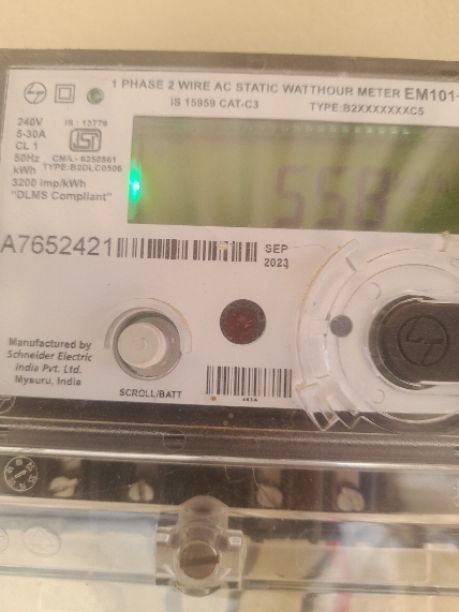 1 PHASE 2 WIRE AC STATIC WATTHOUR METER EM101
IS 15959 CAT-C3 TYPE:B2XXXXXXXC5
240V IS : 13779
5-30A
CL 1
50Hz CM/L- 6250861
kWh TYPE:B2DLC0506
3200 imp/kWh
"DLMS Compliant"
558
A7652421 SEP
2023
Manufactured by
Schneider Electric
India Pvt. Ltd.
Mysuru, India
SCROLL/BATT